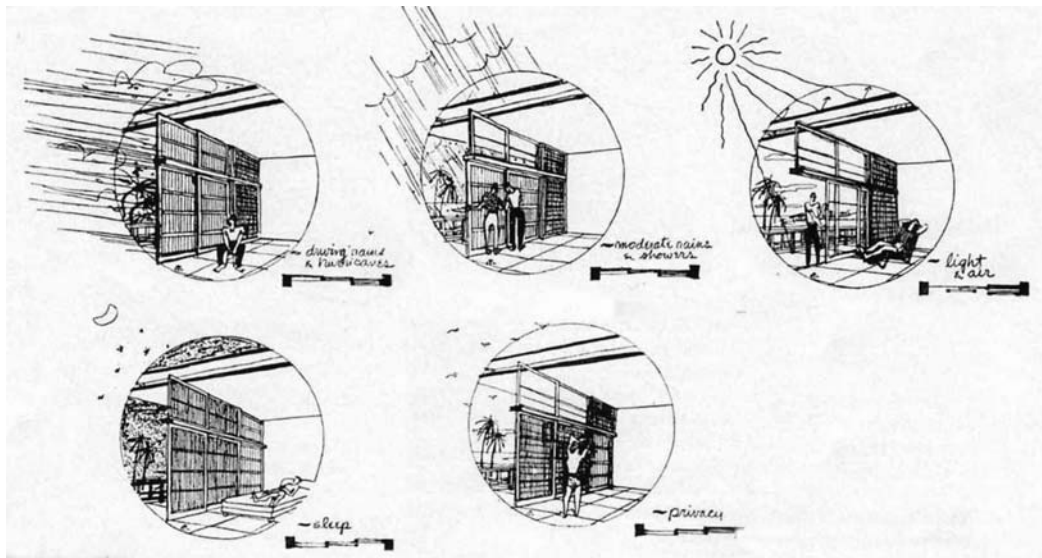 driving rains
& hurricanes
moderate rains
& showers
light
& air
sleep
privacy